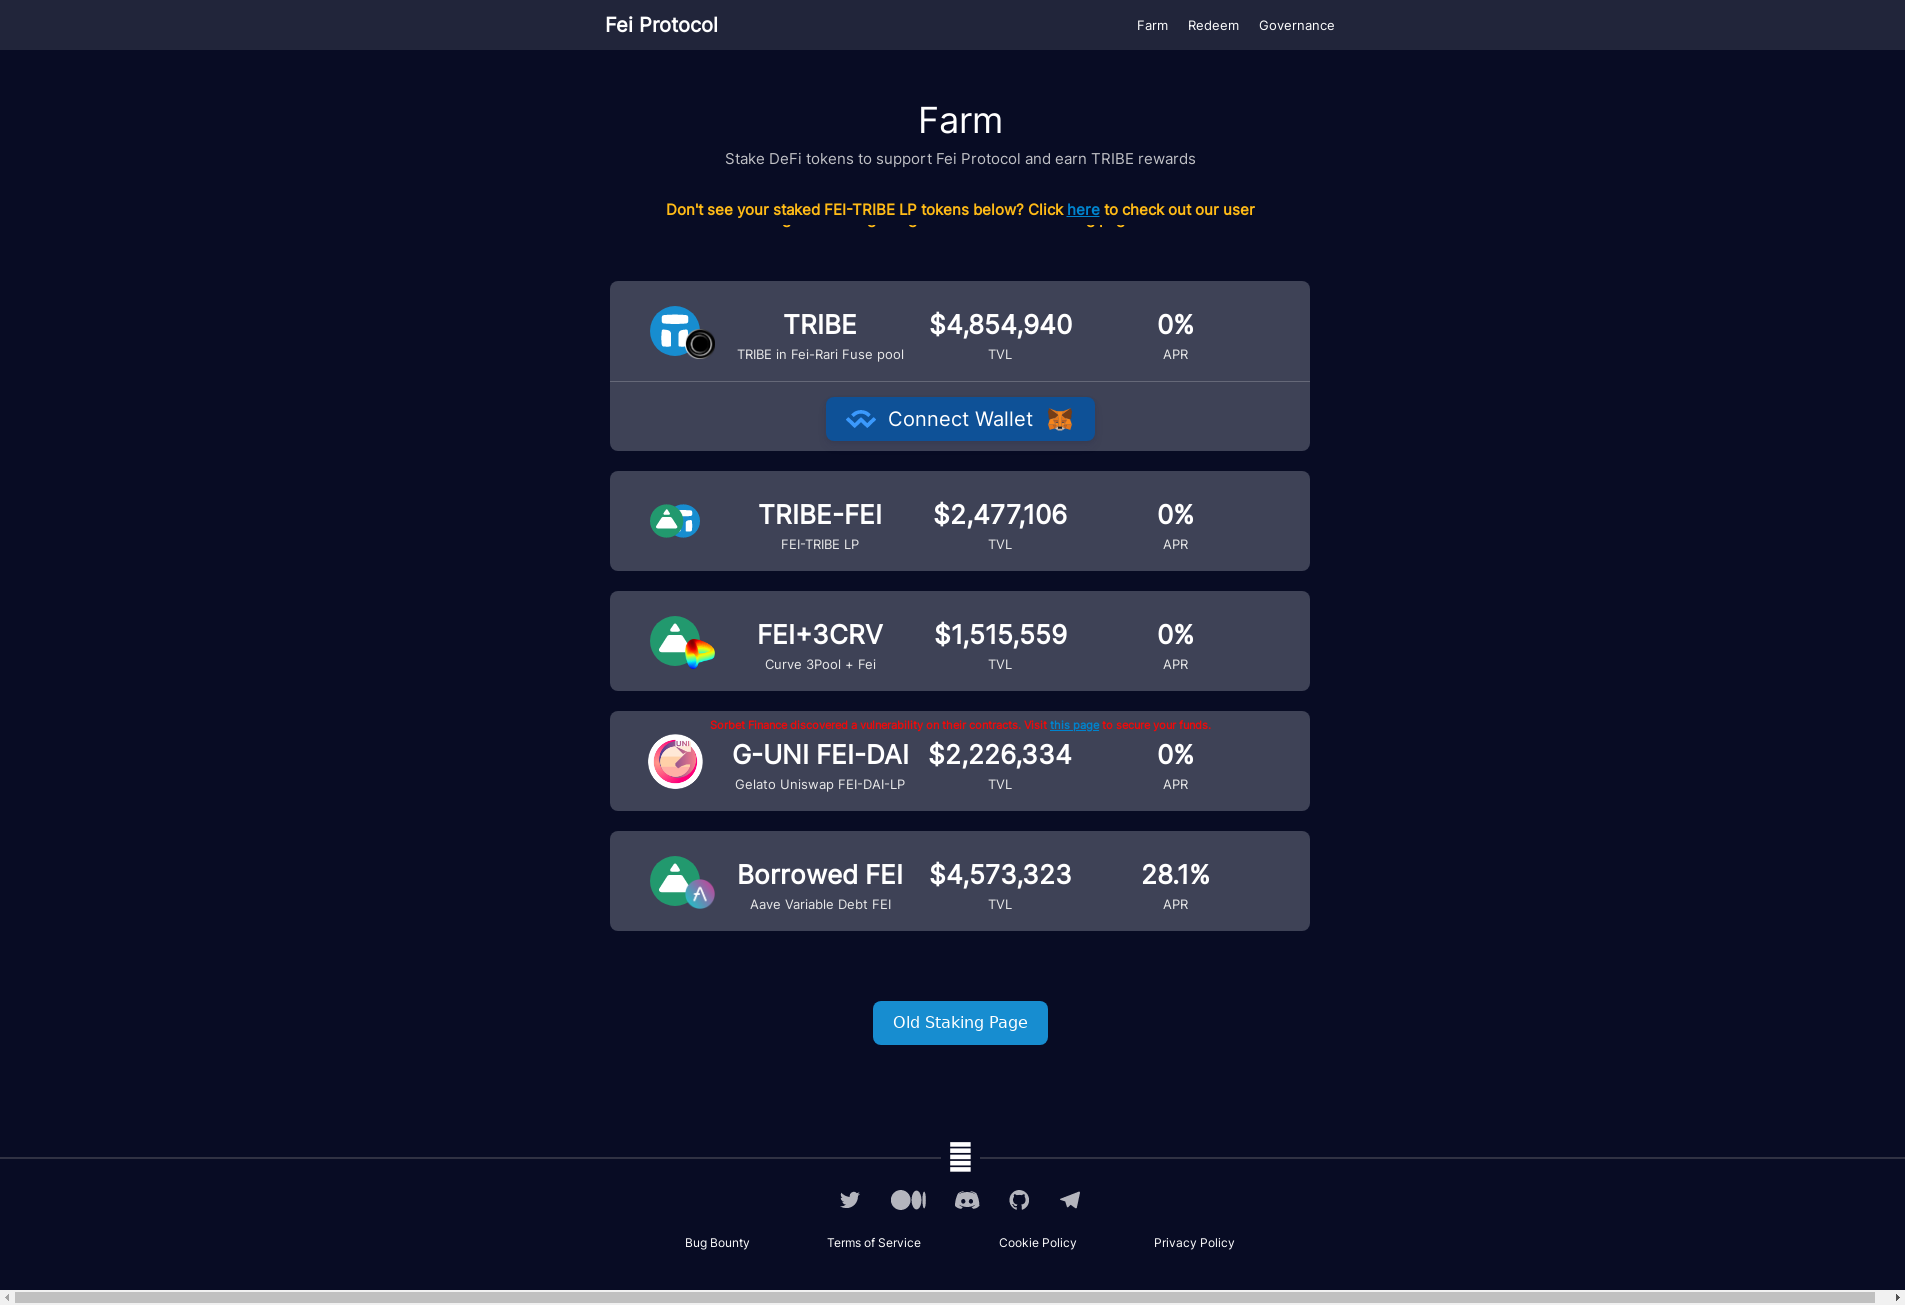 Fei Protocol
Farm Redeem Governance
Farm
Stake DeFi tokens to support Fei Protocol and earn TRIBE rewards
Don't see your staked FEI-TRIBE LP tokens below? Click here to check out our user
TRIBE $4,854,940 0%
TRIBE in Fei-Rari Fuse pool TVL APR
Connect Wallet
TRIBE-FEI $2,477,106 0%
FEI-TRIBE LP TVL APR
FEI+3CRV $1,515,559 0%
Curve 3Pool + Fei TVL APR
Sorbet Finance discovered a vulnerability on their contracts. Visit this page to secure your funds.
UNI
G-UNI FEI-DAI $2,226,334 0%
Gelato Uniswap FEI-DAI-LP TVL APR
Borrowed FEI $4,573,323 28.1%
Aave Variable Debt FEI TVL APR
Old Staking Page
Bug Bounty Terms of Service Cookie Policy Privacy Policy